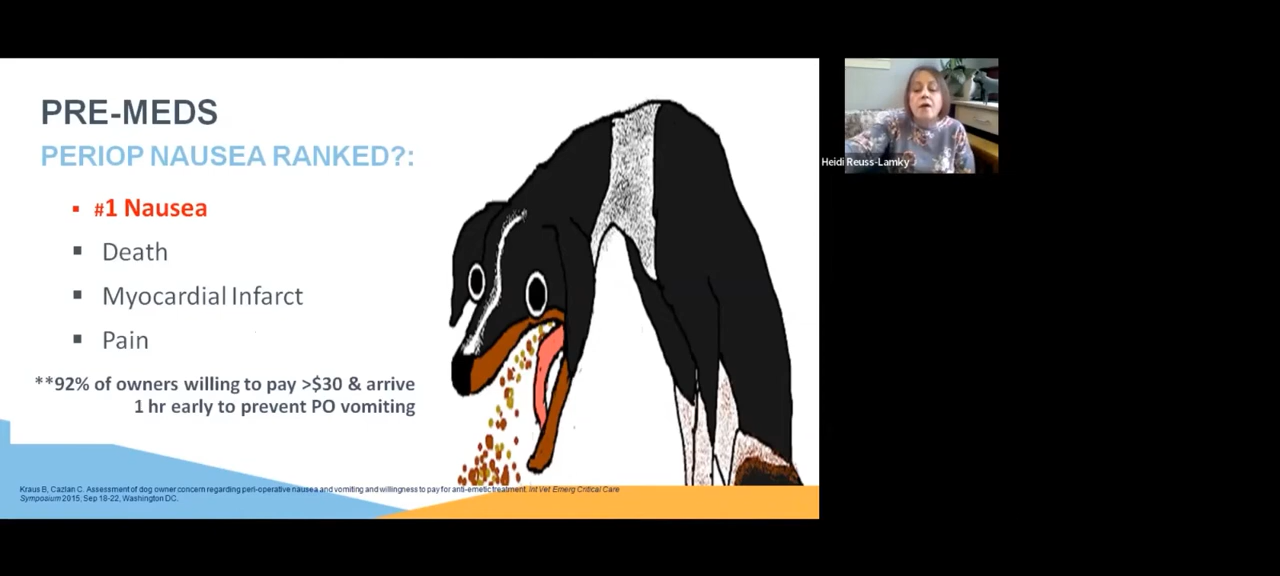 PRE-MEDS
PERIOP NAUSEA RANKED?:
▪ #1 Nausea
▪ Death
▪ Myocardial Infarct
▪ Pain
**92% of owners willing to pay >$30 & arrive
1 hr early to prevent PO vomiting
Kraus B, Cazlan C. Assessment of dog owner concern regarding peri-operative nausea and vomiting and willingness to pay for anti-emetic treatment. Int Vet Emerg Critical Care
Symposium 2015, Sep 18-22, Washington DC.
Heidi Reuss-Lamky